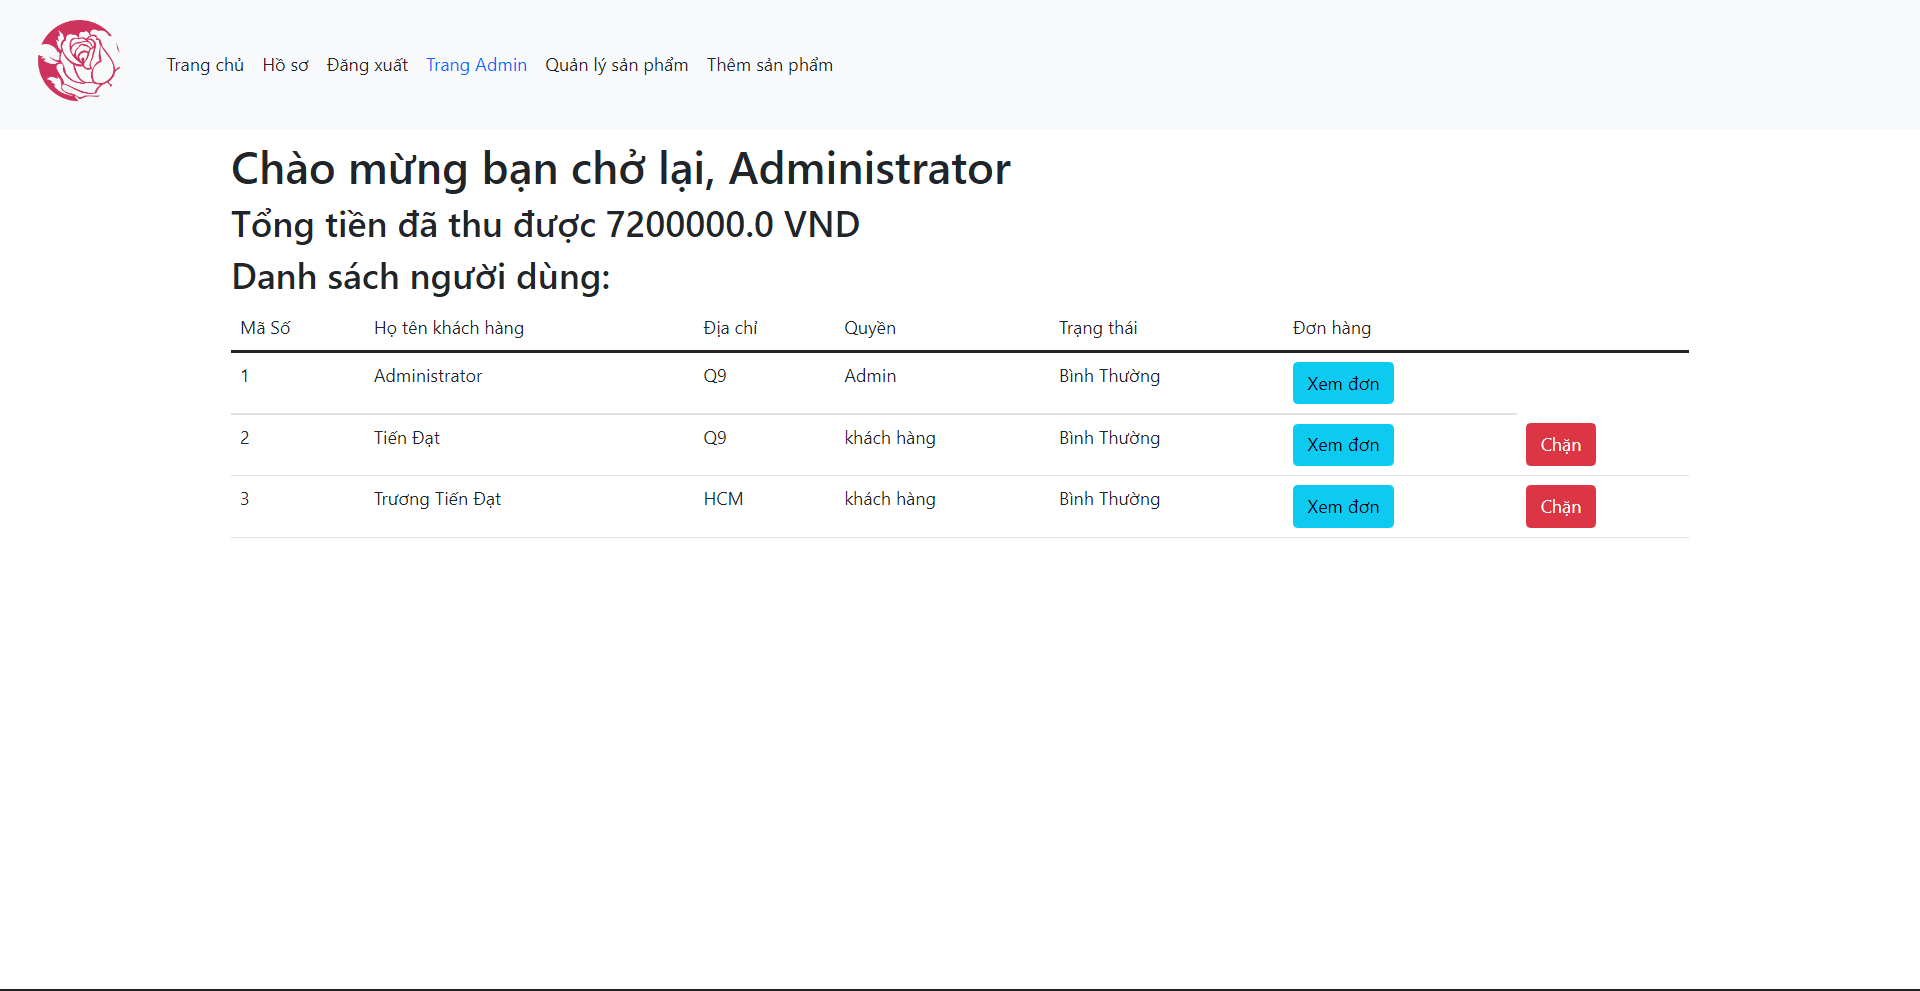 Trang chủ Hồ sơ Đăng xuất Trang Admin Quản lý sản phẩm Thêm sản phẩm
Chào mừng bạn chở lại, Administrator
Tổng tiền đã thu được 7200000.0 VND
Danh sách người dùng:
Mã Số Họ tên khách hàng Địa chỉ Quyền Trạng thái Đơn hàng
1 Administrator Q9 Admin Bình Thường Xem đơn
2 Tiến Đạt Q9 khách hàng Bình Thường Xem đơn Chặn
3 Trương Tiến Đạt HCM khách hàng Bình Thường Xem đơn Chặn